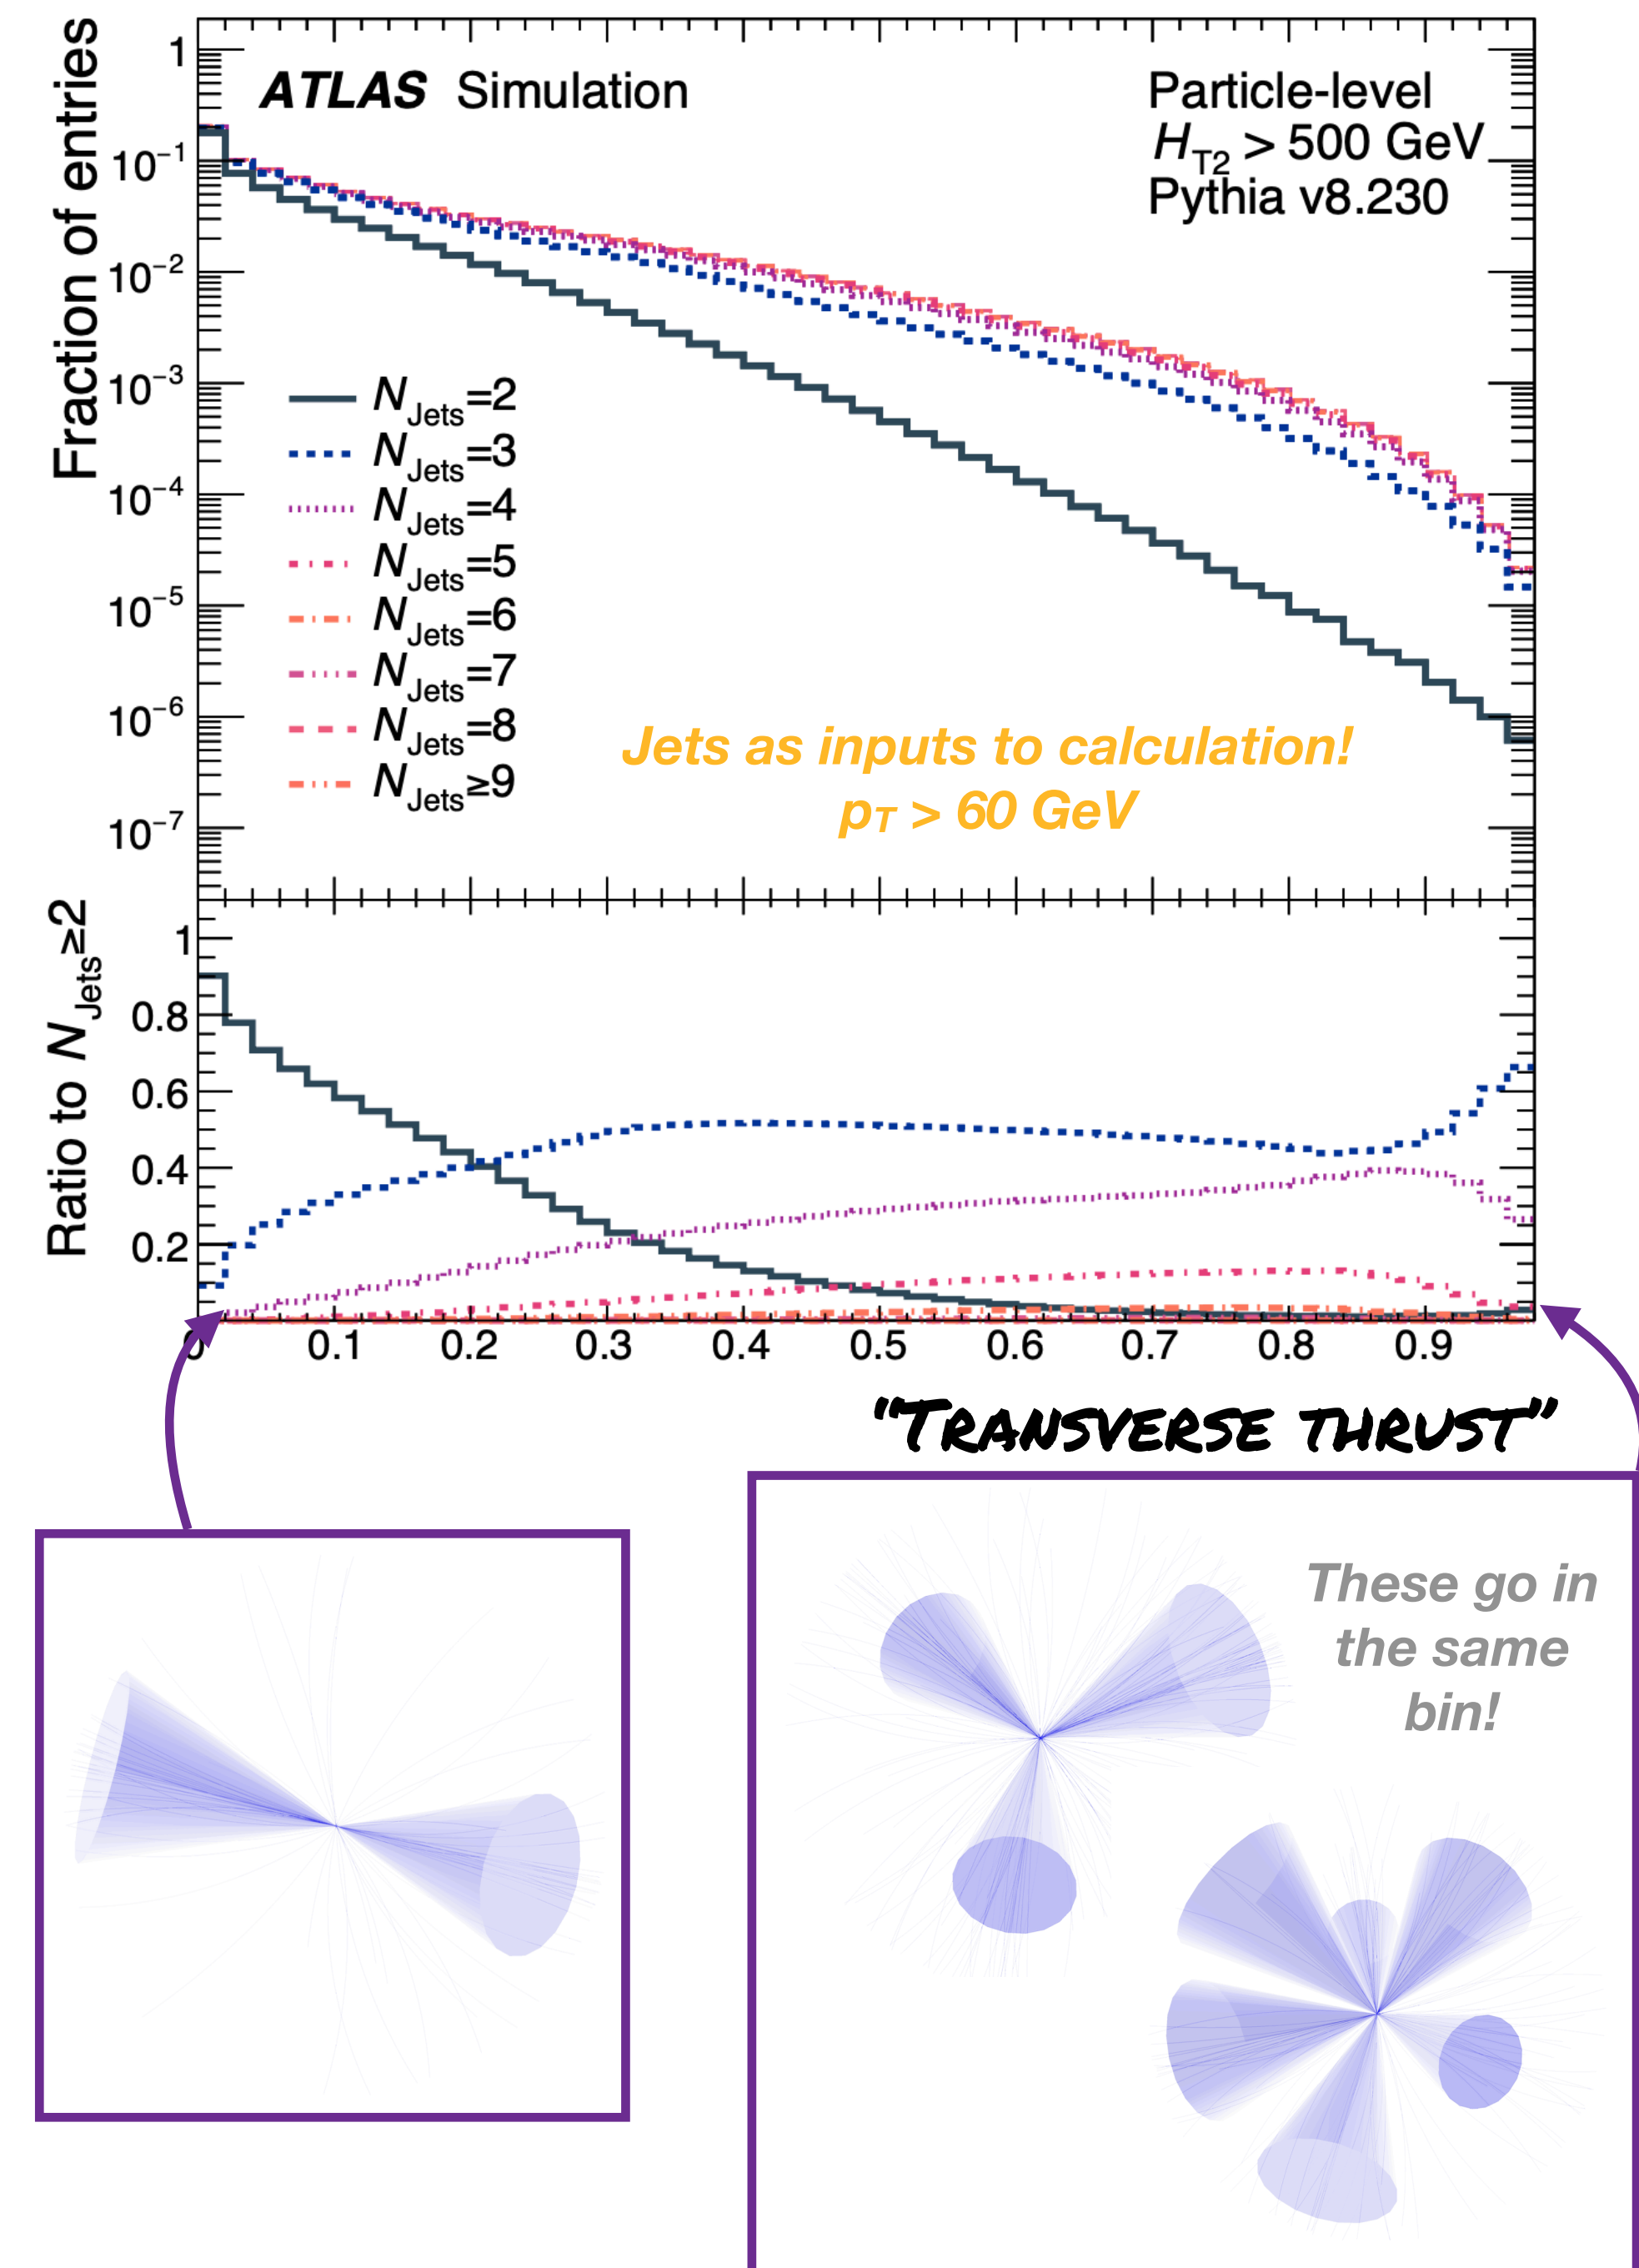 Fraction of entries
1
10⁻¹
10⁻²
10⁻³
10⁻⁴
10⁻⁵
10⁻⁶
10⁻⁷
ATLAS Simulation
Particle-level
H_T2 > 500 GeV
Pythia v8.230
N_Jets=2
N_Jets=3
N_Jets=4
N_Jets=5
N_Jets=6
N_Jets=7
N_Jets=8
N_Jets≥9
Jets as inputs to calculation!
p_T > 60 GeV
Ratio to N_Jets≥2
1
0.8
0.6
0.4
0.2
0 0.1 0.2 0.3 0.4 0.5 0.6 0.7 0.8 0.9
“TRANSVERSE THRUST”
These go in
the same
bin!